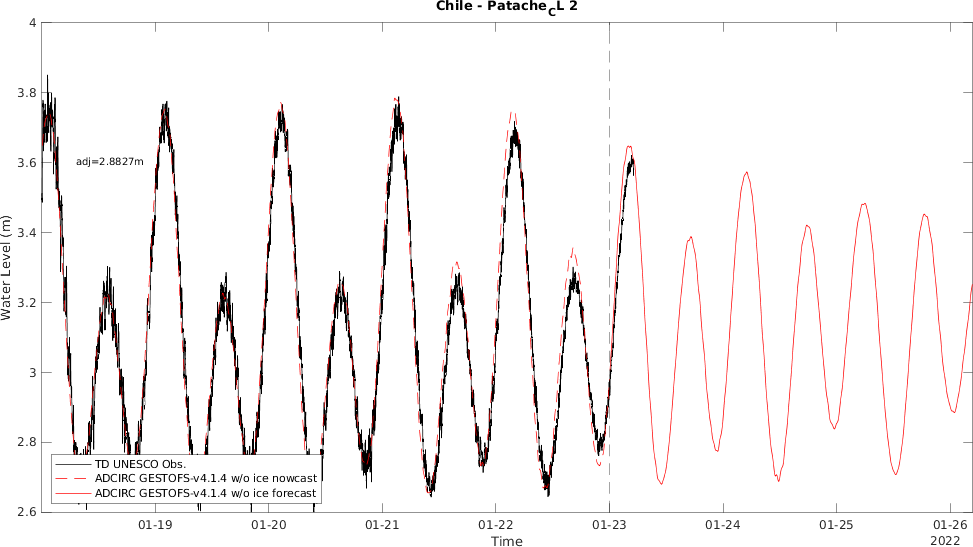 Chile - Patache_CL 2
4
3.8
3.6
3.4
3.2
3
2.8
2.6
Water Level (m)
adj=2.8827m
TD UNESCO Obs.
ADCIRC GESTOFS-v4.1.4 w/o ice nowcast
ADCIRC GESTOFS-v4.1.4 w/o ice forecast
01-19
01-20
01-21
01-22
01-23
01-24
01-25
01-26
Time
2022